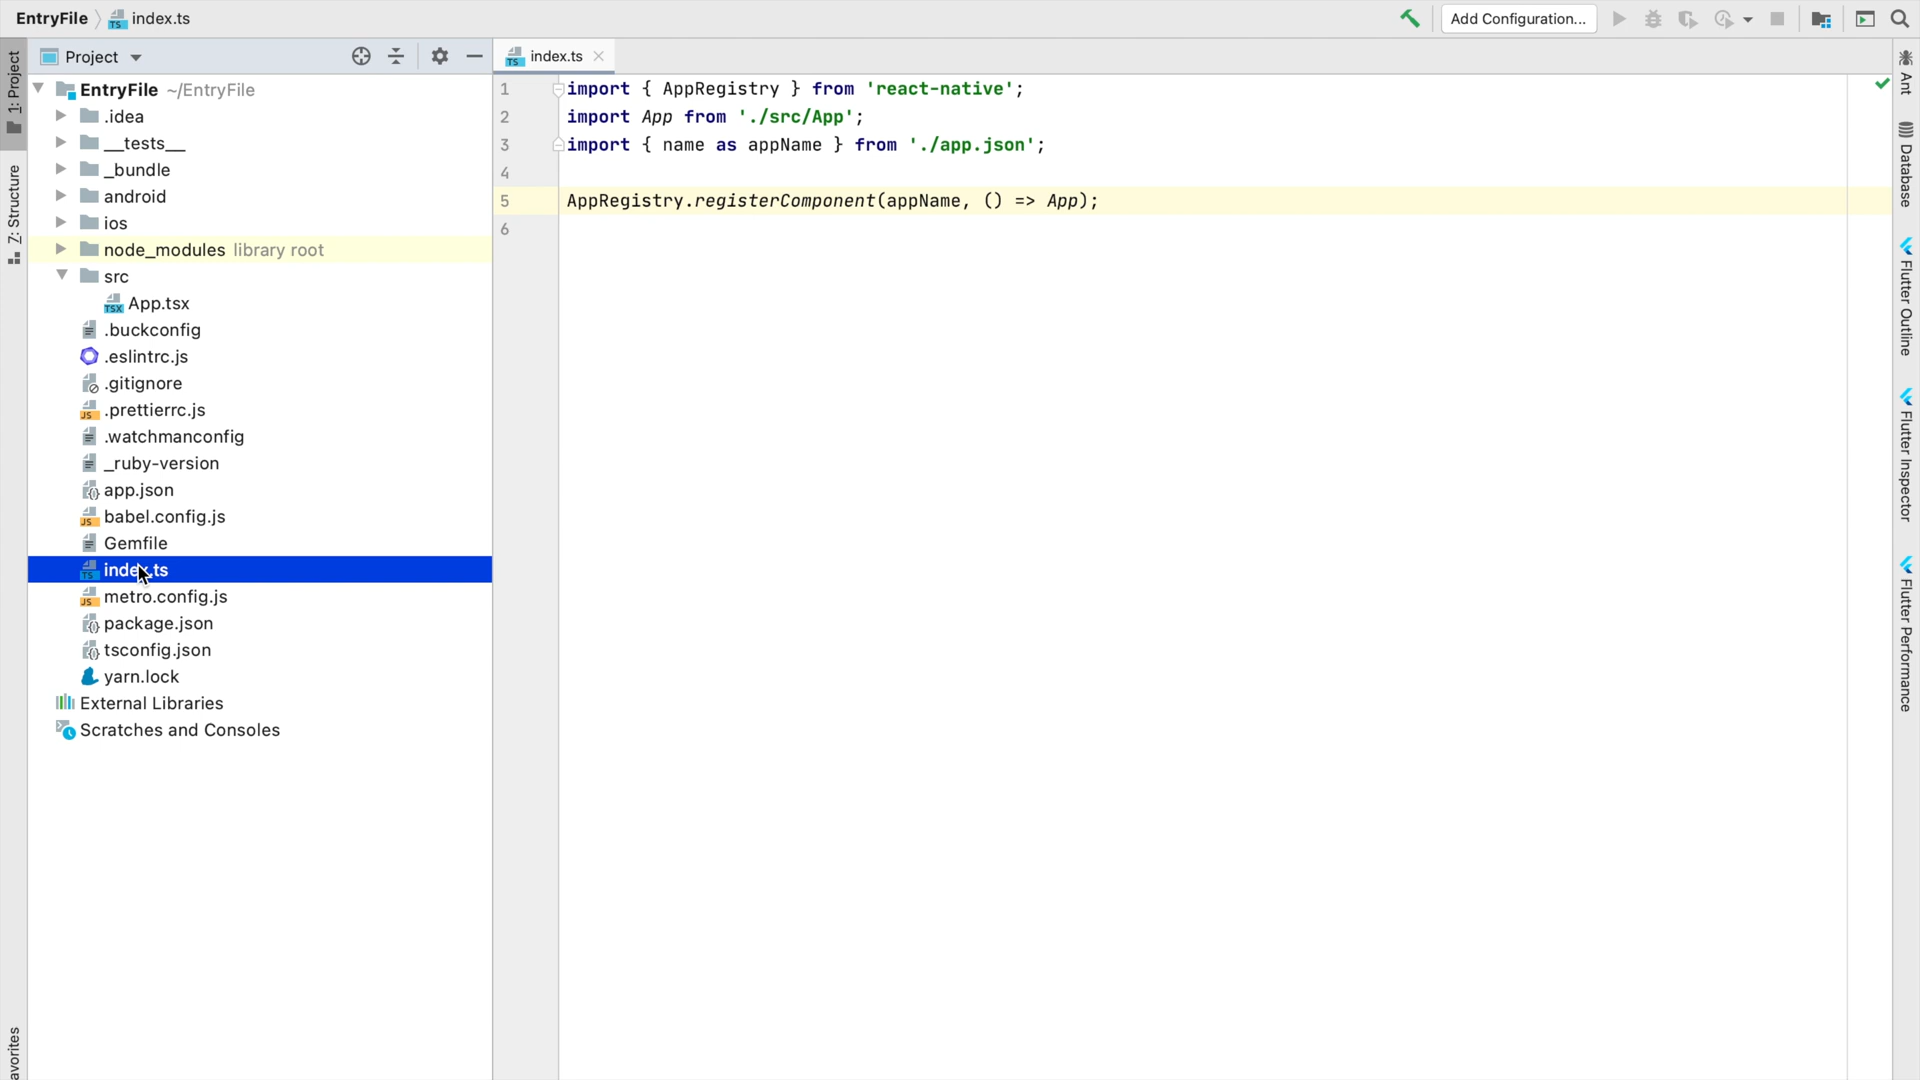 EntryFile index.ts
Add Configuration...
1: Project
Project
index.ts
EntryFile ~/EntryFile
.idea
__tests__
_bundle
android
ios
node_modules library root
src
App.tsx
.buckconfig
.eslintrc.js
.gitignore
.prettierrc.js
.watchmanconfig
_ruby-version
app.json
babel.config.js
Gemfile
index.ts
metro.config.js
package.json
tsconfig.json
yarn.lock
External Libraries
Scratches and Consoles
Z: Structure
avorites
1 import { AppRegistry } from 'react-native';
2 import App from './src/App';
3 import { name as appName } from './app.json';
4
5 AppRegistry.registerComponent(appName, () => App);
6
Ant
Database
Flutter Outline
Flutter Inspector
Flutter Performance